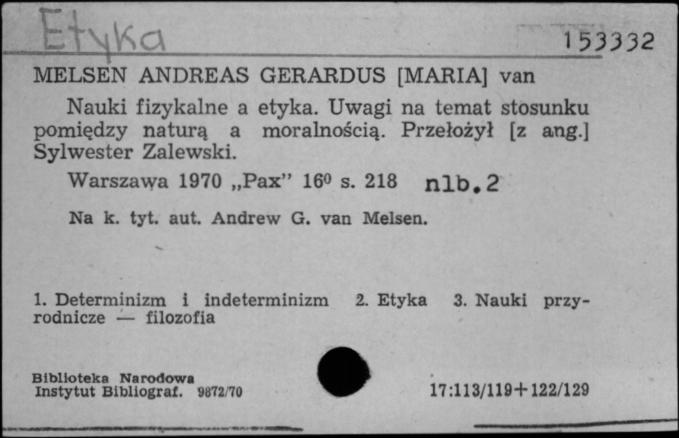 Etyka
153332
MELSEN ANDREAS GERARDUS [MARIA] van
Nauki fizykalne a etyka. Uwagi na temat stosunku
pomiędzy naturą a moralnością. Przełożył [z ang.]
Sylwester Zalewski.
Warszawa 1970 „Pax” 16⁰ s. 218 nlb.2
Na k. tyt. aut. Andrew G. van Melsen.
1. Determinizm i indeterminizm 2. Etyka 3. Nauki przy-
rodnicze — filozofia
Biblioteka Narodowa
Instytut Bibliograf. 9872/70
17:113/119+122/129